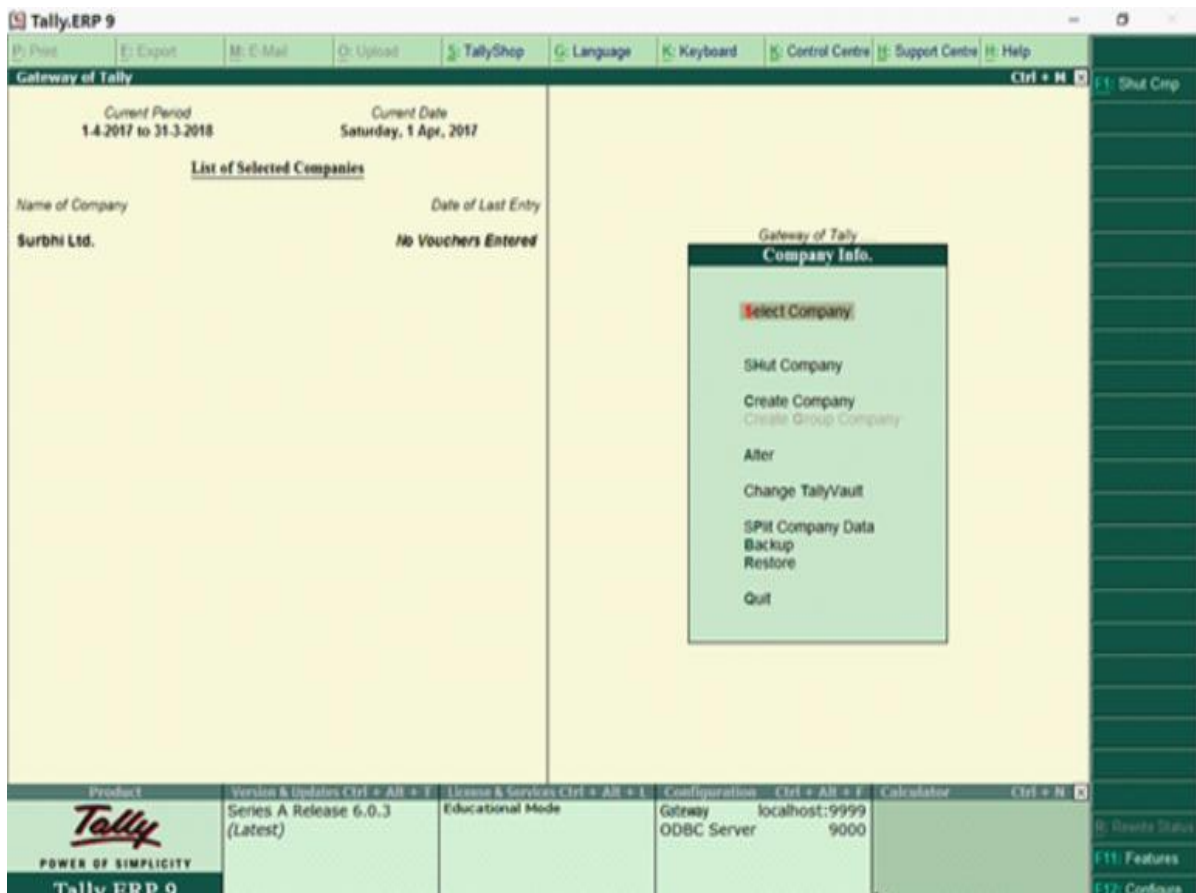 Tally.ERP 9
P: Print E: Export M: E-Mail O: Upload S: TallyShop G: Language K: Keyboard K: Control Centre H: Support Centre H: Help
Gateway of Tally Ctrl + M
F1: Shut Cmp
Current Period Current Date
1-4-2017 to 31-3-2018 Saturday, 1 Apr, 2017
List of Selected Companies
Name of Company Date of Last Entry
Surbhi Ltd. No Vouchers Entered
Gateway of Tally
Company Info.
Select Company
SHut Company
Create Company
Create Group Company
Alter
Change TallyVault
SPlit Company Data
Backup
Restore
Quit
Product Version & Updates Ctrl + Alt + T License & Services Ctrl + Alt + L Configuration Ctrl + Alt + F Calculator Ctrl + N
Tally
POWER OF SIMPLICITY
Tally.ERP 9
Series A Release 6.0.3
(Latest)
Educational Mode
Gateway localhost:9999
ODBC Server 9000
R: Rewrite Status
F11: Features
F12: Configure